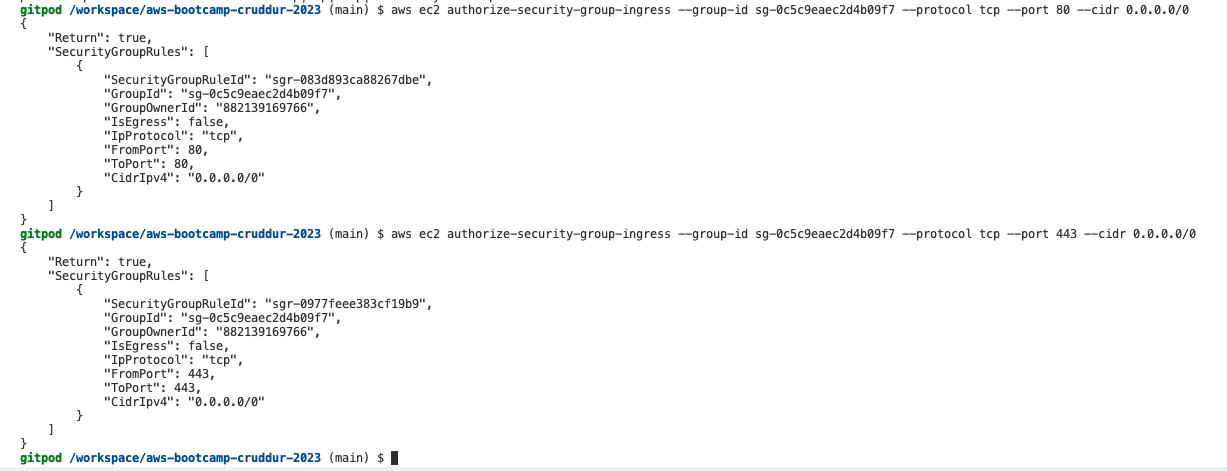 gitpod /workspace/aws-bootcamp-cruddur-2023 (main) $ aws ec2 authorize-security-group-ingress --group-id sg-0c5c9eaec2d4b09f7 --protocol tcp --port 80 --cidr 0.0.0.0/0
{
    "Return": true,
    "SecurityGroupRules": [
        {
            "SecurityGroupRuleId": "sgr-083d893ca88267dbe",
            "GroupId": "sg-0c5c9eaec2d4b09f7",
            "GroupOwnerId": "882139169766",
            "IsEgress": false,
            "IpProtocol": "tcp",
            "FromPort": 80,
            "ToPort": 80,
            "CidrIpv4": "0.0.0.0/0"
        }
    ]
}
gitpod /workspace/aws-bootcamp-cruddur-2023 (main) $ aws ec2 authorize-security-group-ingress --group-id sg-0c5c9eaec2d4b09f7 --protocol tcp --port 443 --cidr 0.0.0.0/0
{
    "Return": true,
    "SecurityGroupRules": [
        {
            "SecurityGroupRuleId": "sgr-0977feee383cf19b9",
            "GroupId": "sg-0c5c9eaec2d4b09f7",
            "GroupOwnerId": "882139169766",
            "IsEgress": false,
            "IpProtocol": "tcp",
            "FromPort": 443,
            "ToPort": 443,
            "CidrIpv4": "0.0.0.0/0"
        }
    ]
}
gitpod /workspace/aws-bootcamp-cruddur-2023 (main) $